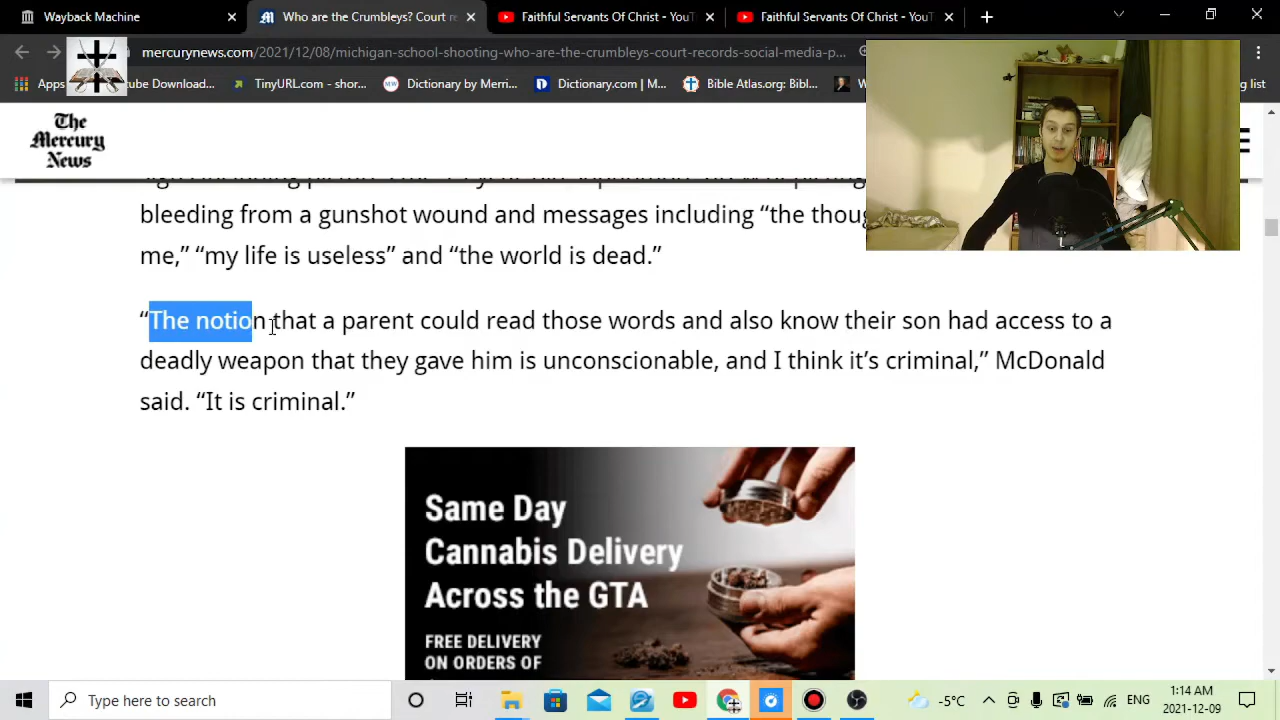 Who are the Crumbleys? Court re
Faithful Servants Of Christ - YouT
Faithful Servants Of Christ - YouT
mercurynews.com/2021/12/08/michigan-school-shooting-who-are-the-crumbleys-court-records-social-media-p...
Apps
tube Download...
TinyURL.com - shor...
Dictionary by Merri...
Dictionary.com | M...
Bible Atlas.org: Bibl...
The
Mercury
News
bleeding from a gunshot wound and messages including “the thoug
me,” “my life is useless” and “the world is dead.”
“The notion that a parent could read those words and also know their son had access to a
deadly weapon that they gave him is unconscionable, and I think it’s criminal,” McDonald
said. “It is criminal.”
Same Day
Cannabis Delivery
Across the GTA
FREE DELIVERY
ON ORDERS OF
Type here to search
-5°C
ENG
1:14 AM
2021-12-09